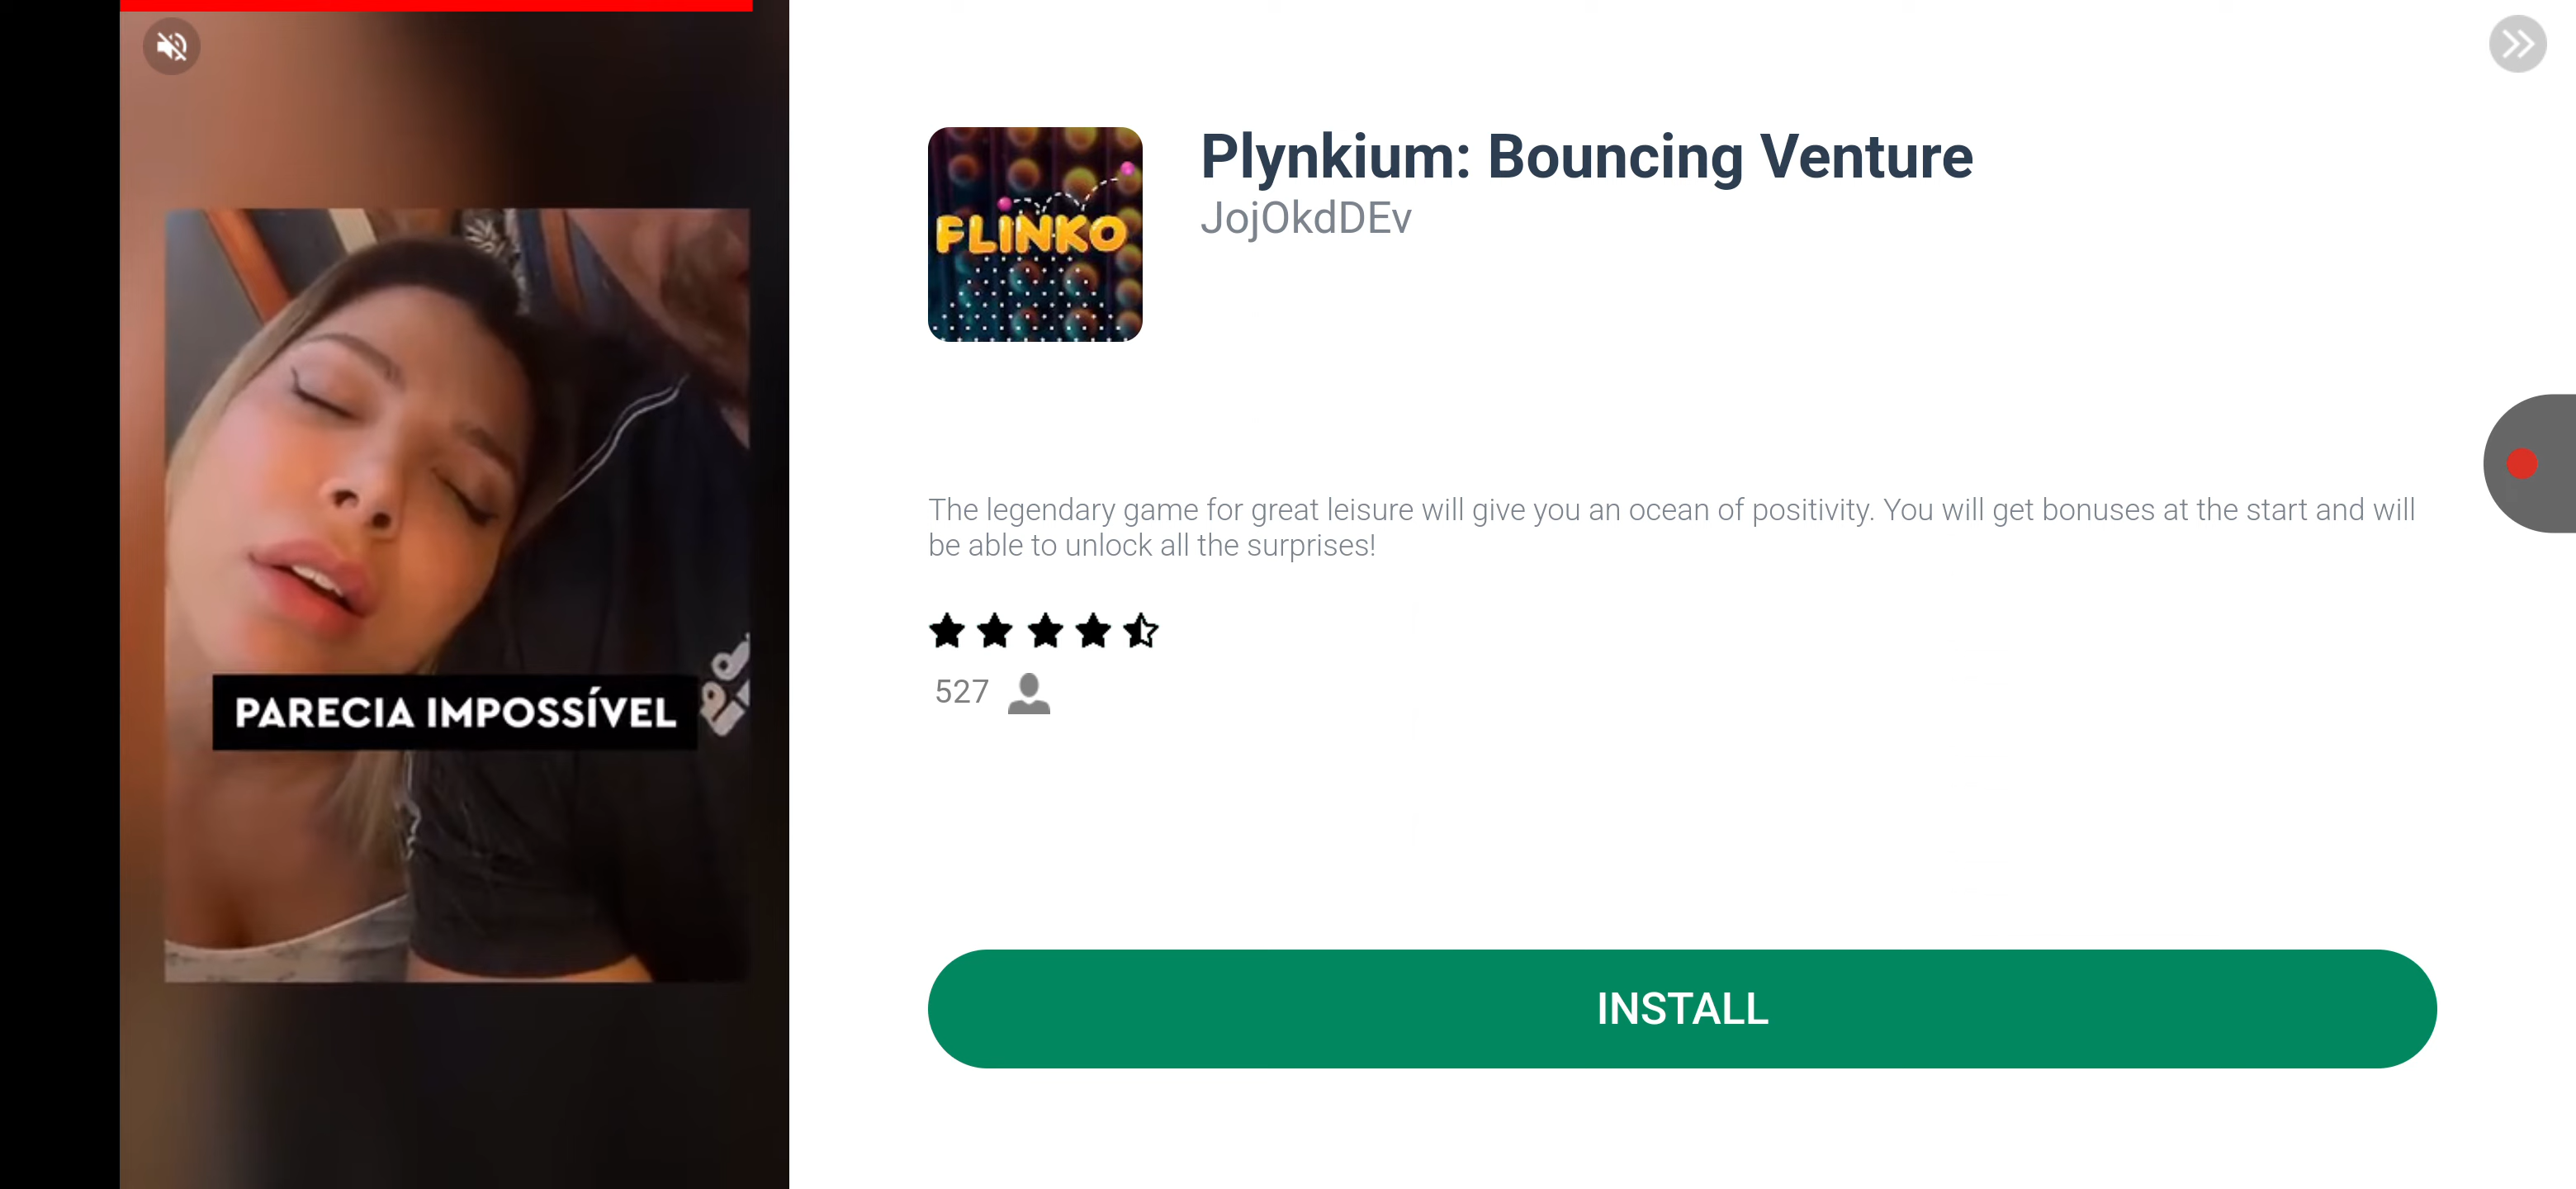 PARECIA IMPOSSÍVEL
FLINKO
Plynkium: Bouncing Venture
JojOkdDEv
The legendary game for great leisure will give you an ocean of positivity. You will get bonuses at the start and will
be able to unlock all the surprises!
527
INSTALL